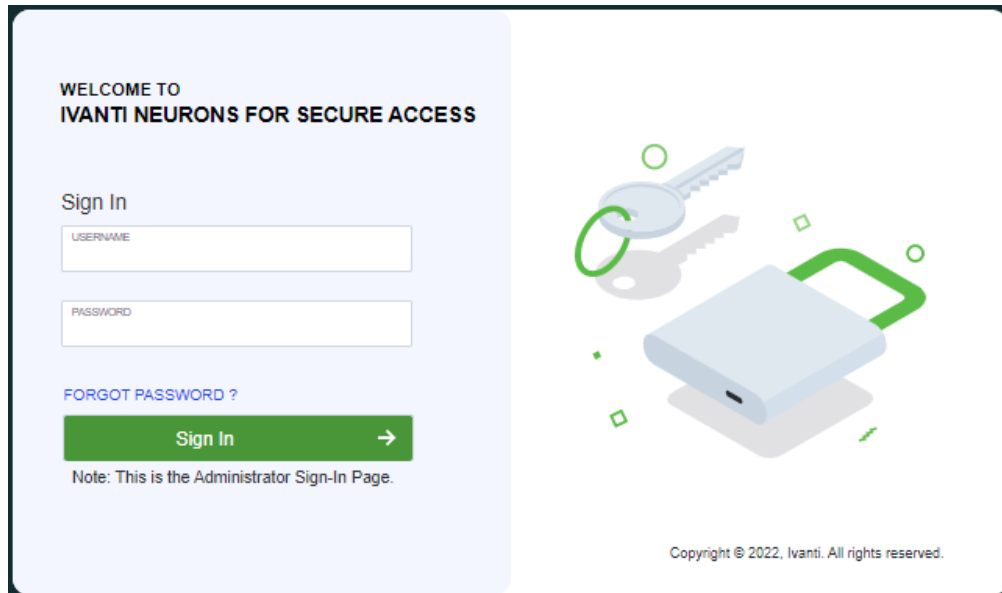 WELCOME TO
IVANTI NEURONS FOR SECURE ACCESS
Sign In
USERNAME
PASSWORD
FORGOT PASSWORD ?
Sign In
Note: This is the Administrator Sign-In Page.
Copyright © 2022, Ivanti. All rights reserved.